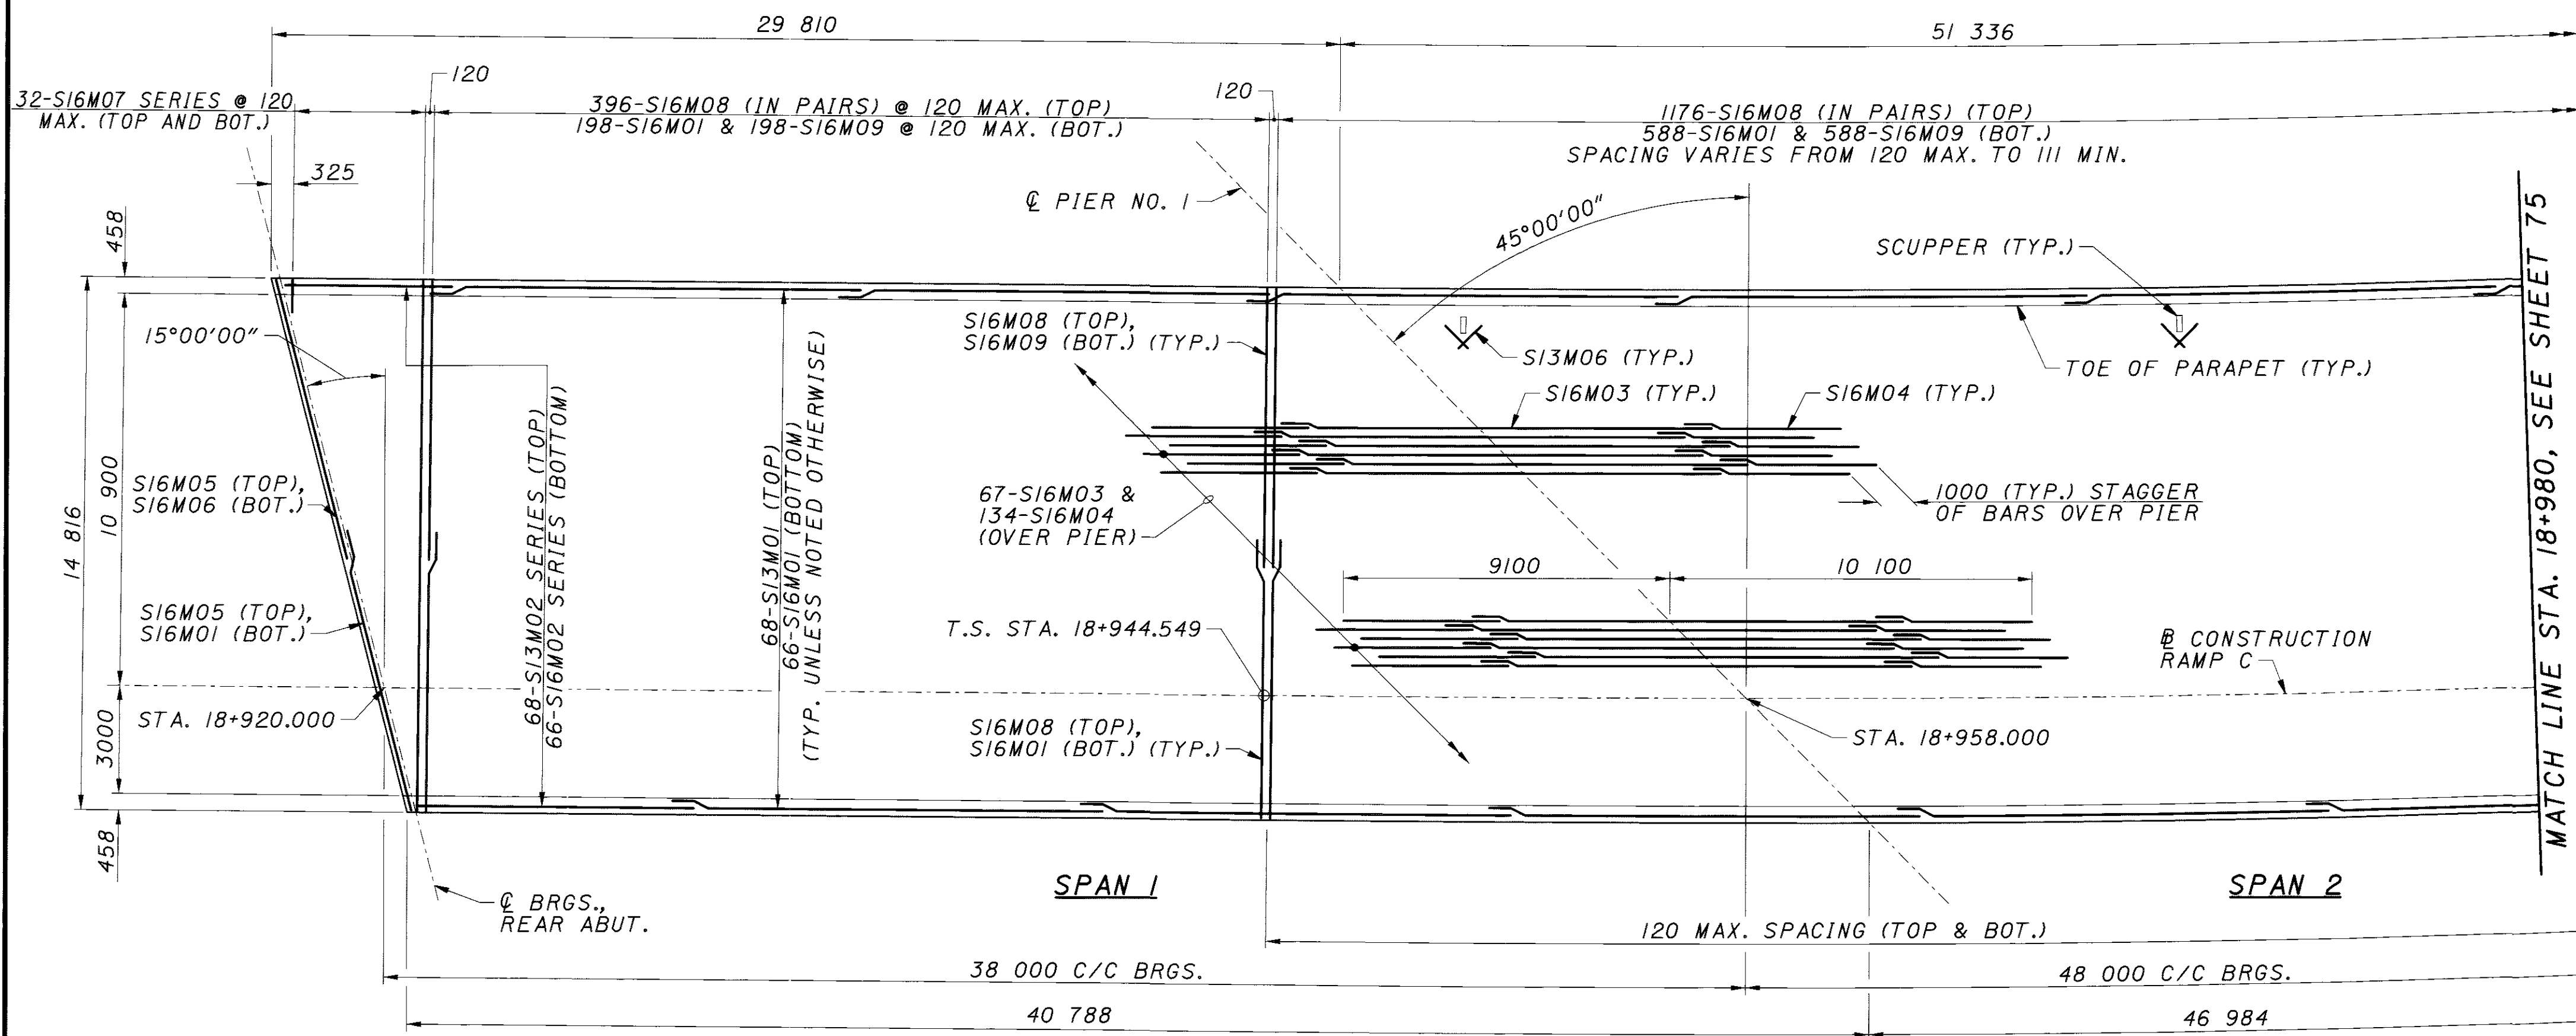 29 810
51 336
120
32-S16M07 SERIES @ 120
MAX. (TOP AND BOT.)
396-S16M08 (IN PAIRS) @ 120 MAX. (TOP)
198-S16M01 & 198-S16M09 @ 120 MAX. (BOT.)
120
1176-S16M08 (IN PAIRS) (TOP)
588-S16M01 & 588-S16M09 (BOT.)
SPACING VARIES FROM 120 MAX. TO 111 MIN.
325
℄ PIER NO. 1
45°00'00"
SCUPPER (TYP.)
458
14 816
10 900
3000
458
15°00'00"
S16M08 (TOP),
S16M09 (BOT.) (TYP.)
S13M06 (TYP.)
TOE OF PARAPET (TYP.)
S16M03 (TYP.)
S16M04 (TYP.)
S16M05 (TOP),
S16M06 (BOT.)
68-S13M02 SERIES (TOP)
66-S16M02 SERIES (BOTTOM)
68-S13M01 (TOP)
66-S16M01 (BOTTOM)
(TYP. UNLESS NOTED OTHERWISE)
67-S16M03 &
134-S16M04
(OVER PIER)
1000 (TYP.) STAGGER
OF BARS OVER PIER
9100
10 100
S16M05 (TOP),
S16M01 (BOT.)
T.S. STA. 18+944.549
B CONSTRUCTION
RAMP C
STA. 18+920.000
S16M08 (TOP),
S16M01 (BOT.) (TYP.)
STA. 18+958.000
MATCH LINE STA. 18+980, SEE SHEET 75
SPAN 1
SPAN 2
℄ BRGS.,
REAR ABUT.
120 MAX. SPACING (TOP & BOT.)
38 000 C/C BRGS.
48 000 C/C BRGS.
40 788
46 984